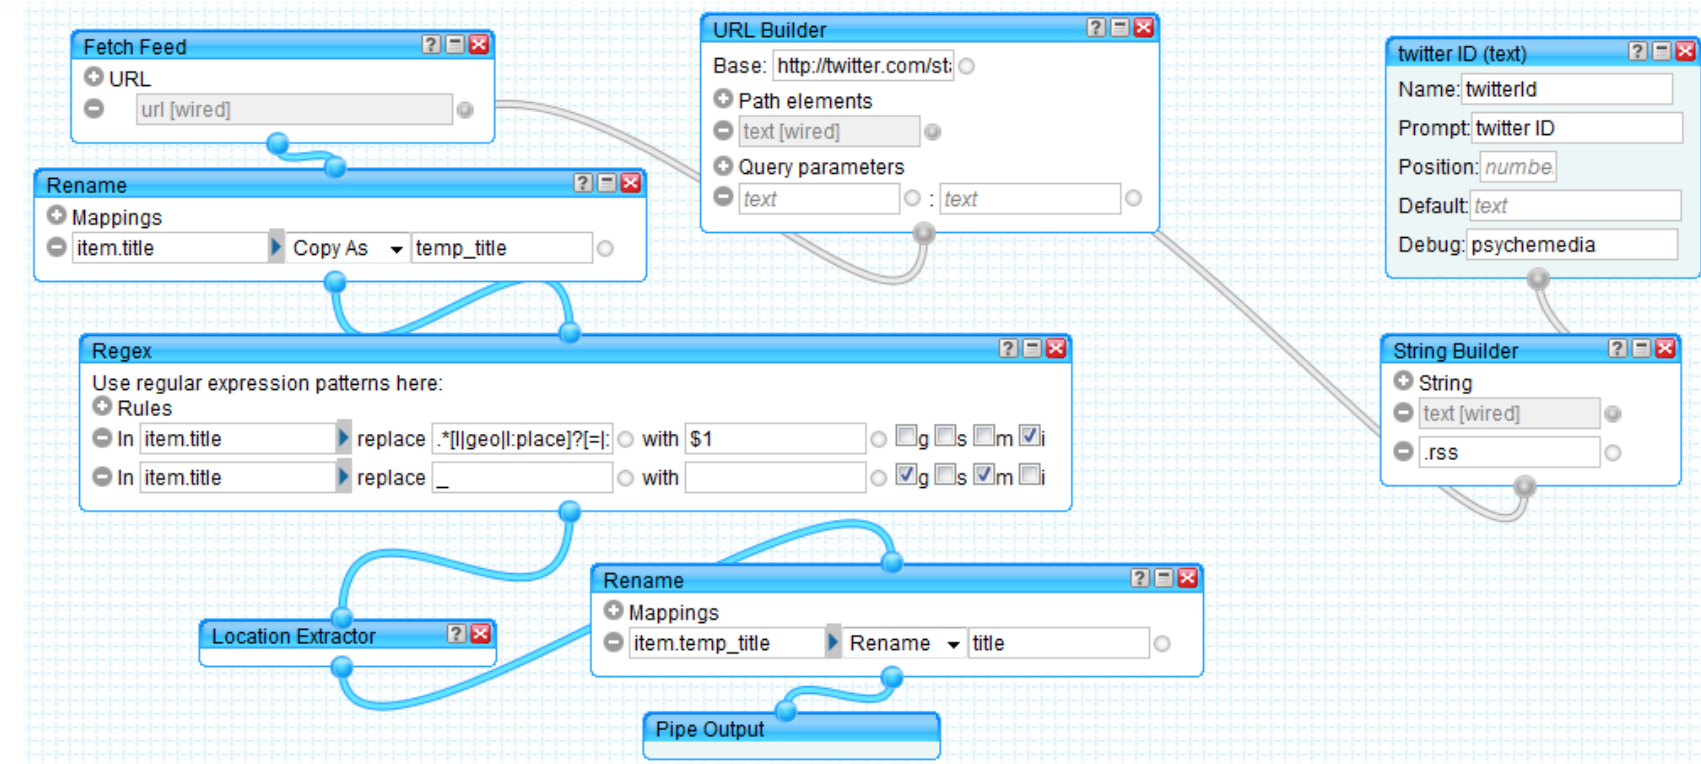 Fetch Feed
URL
url [wired]
Rename
Mappings
item.title Copy As temp_title
URL Builder
Base: http://twitter.com/sta
Path elements
text [wired]
Query parameters
text : text
twitter ID (text)
Name: twitterId
Prompt: twitter ID
Position: numbe
Default: text
Debug: psychemedia
Regex
Use regular expression patterns here:
Rules
In item.title replace .*[l|geo|l:place]?[=|: with $1 g s m i
In item.title replace _ with g s m i
String Builder
String
text [wired]
.rss
Location Extractor
Rename
Mappings
item.temp_title Rename title
Pipe Output